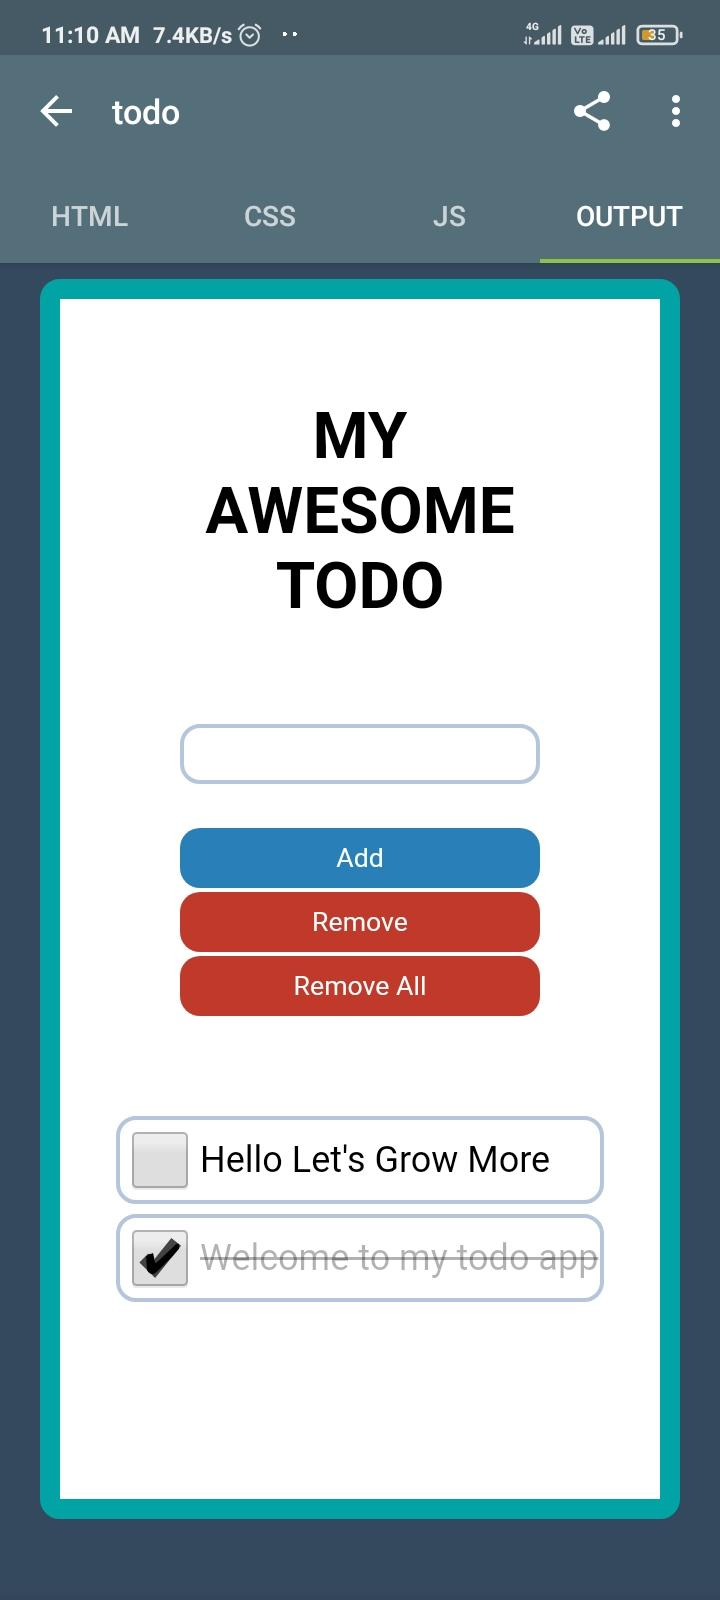 11:10 AM 7.4KB/s 4G Vo LTE 35
todo
HTML CSS JS OUTPUT
MY
AWESOME
TODO
Add
Remove
Remove All
Hello Let's Grow More
Welcome to my todo app